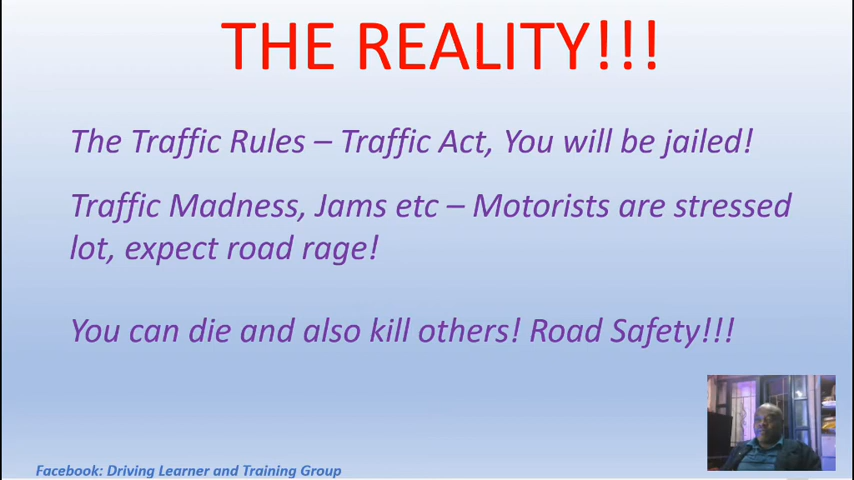 THE REALITY!!!
The Traffic Rules – Traffic Act, You will be jailed!
Traffic Madness, Jams etc – Motorists are stressed
lot, expect road rage!
You can die and also kill others! Road Safety!!!
Facebook: Driving Learner and Training Group